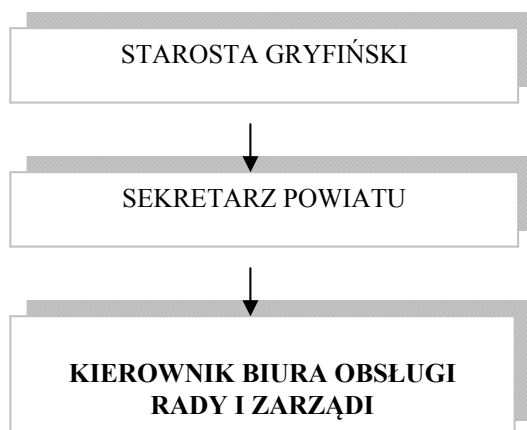 STAROSTA GRYFIŃSKI
SEKRETARZ POWIATU
KIEROWNIK BIURA OBSŁUGI
RADY I ZARZĄDI